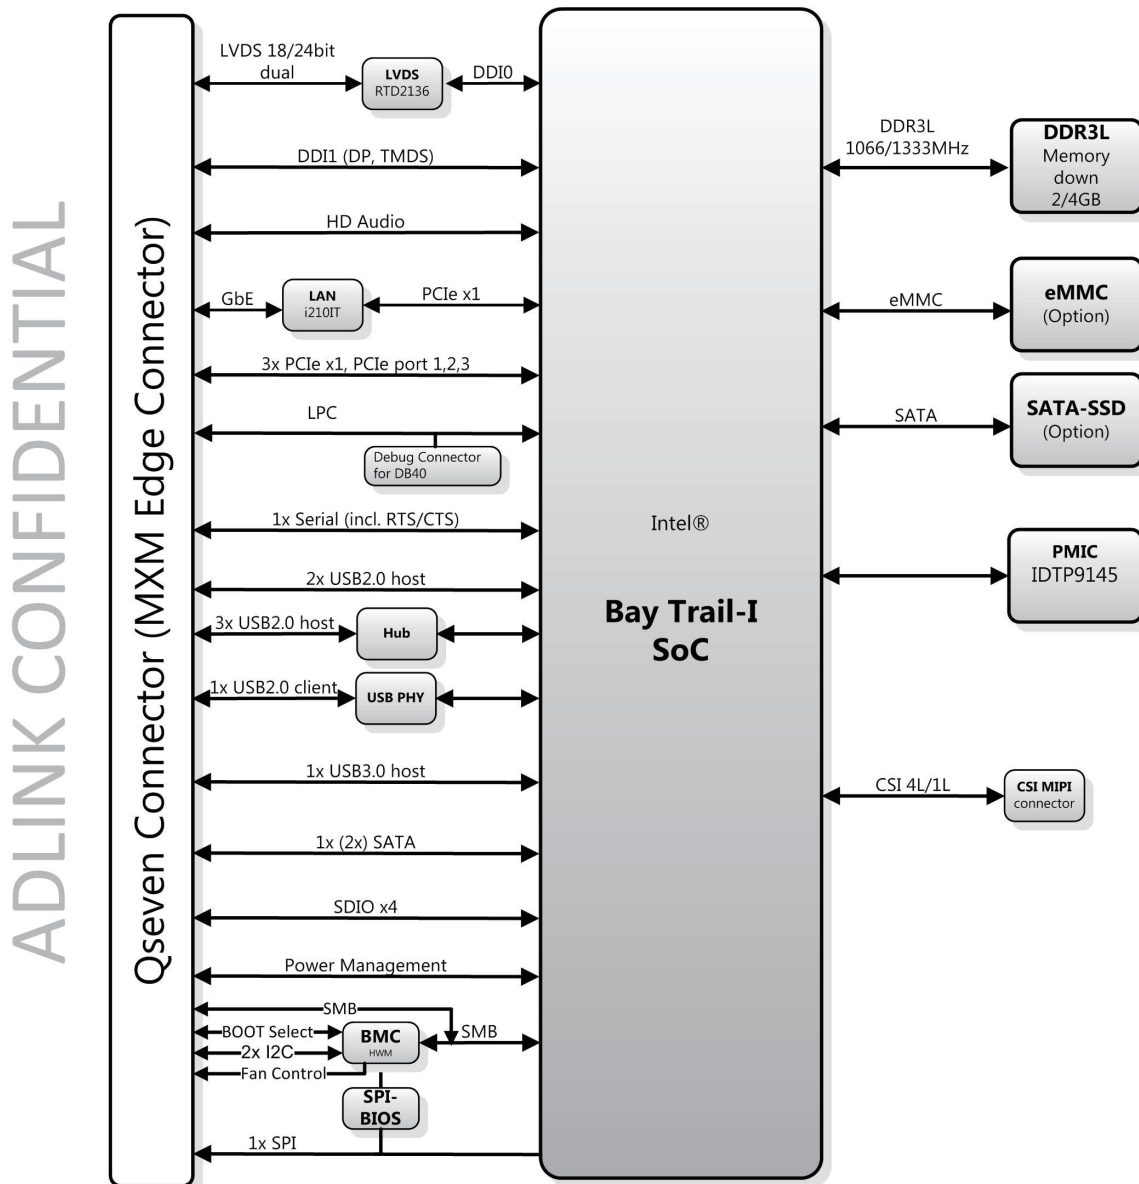 ADLINK CONFIDENTIAL
Qseven Connector (MXM Edge Connector)
LVDS 18/24bit
dual
LVDS
RTD2136
DDI0
DDI1 (DP, TMDS)
HD Audio
GbE
LAN
i210IT
PCIe x1
3x PCIe x1, PCIe port 1,2,3
LPC
Debug Connector
for DB40
1x Serial (incl. RTS/CTS)
2x USB2.0 host
3x USB2.0 host
Hub
1x USB2.0 client
USB PHY
1x USB3.0 host
1x (2x) SATA
SDIO x4
Power Management
SMB
BOOT Select
2x I2C
Fan Control
BMC
HWM
SMB
SPI-
BIOS
1x SPI
Intel®
Bay Trail-I
SoC
DDR3L
1066/1333MHz
DDR3L
Memory
down
2/4GB
eMMC
eMMC
(Option)
SATA
SATA-SSD
(Option)
PMIC
IDTP9145
CSI 4L/1L
CSI MIPI
connector